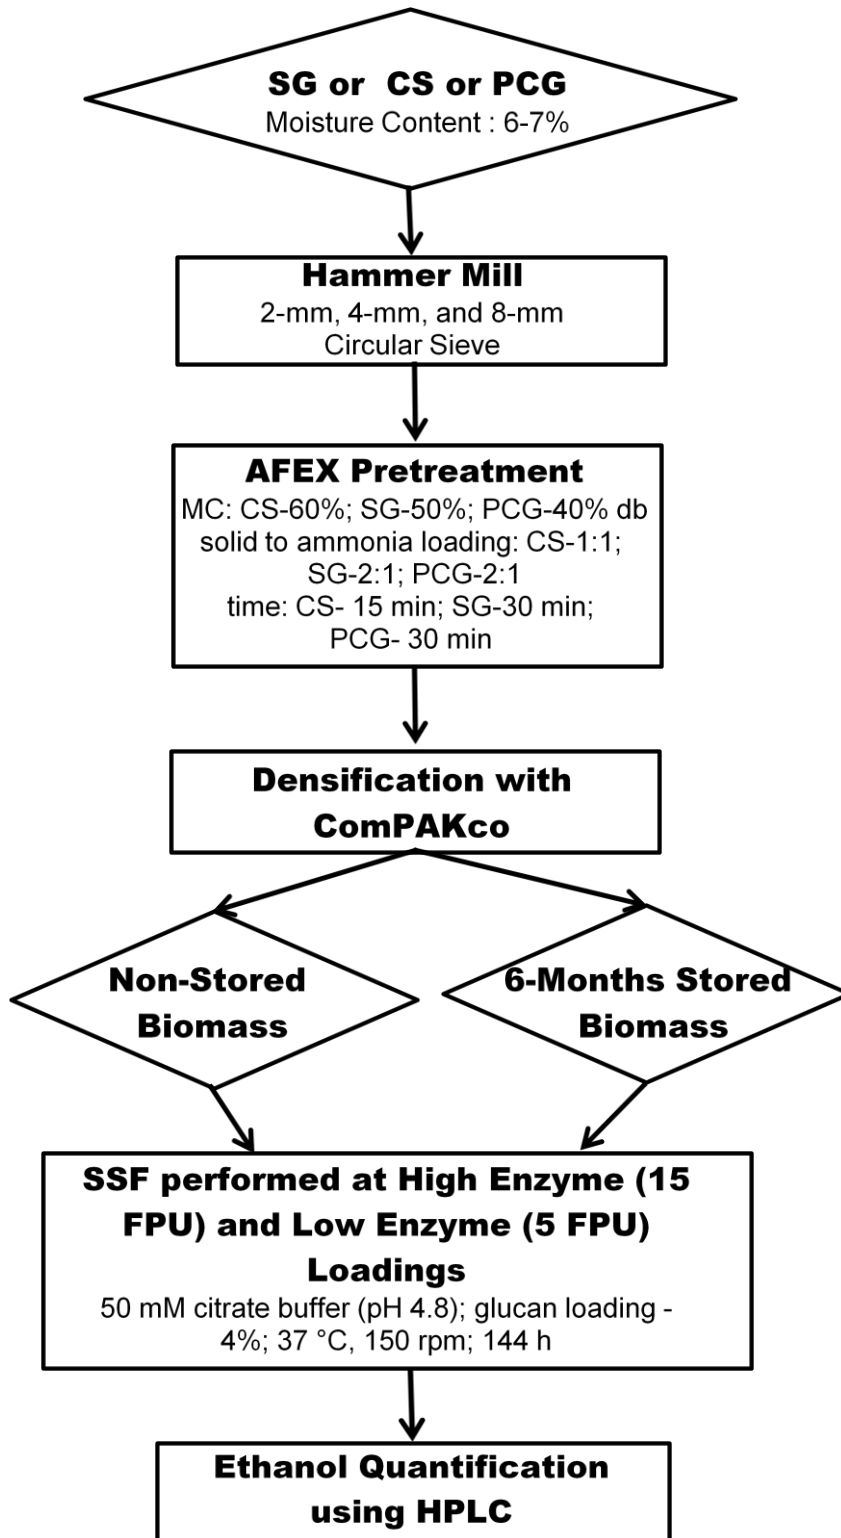 SG or CS or PCG
Moisture Content : 6-7%
Hammer Mill
2-mm, 4-mm, and 8-mm
Circular Sieve
AFEX Pretreatment
MC: CS-60%; SG-50%; PCG-40% db
solid to ammonia loading: CS-1:1;
SG-2:1; PCG-2:1
time: CS- 15 min; SG-30 min;
PCG- 30 min
Densification with
ComPAKco
Non-Stored
Biomass
6-Months Stored
Biomass
SSF performed at High Enzyme (15
FPU) and Low Enzyme (5 FPU)
Loadings
50 mM citrate buffer (pH 4.8); glucan loading -
4%; 37 °C, 150 rpm; 144 h
Ethanol Quantification
using HPLC